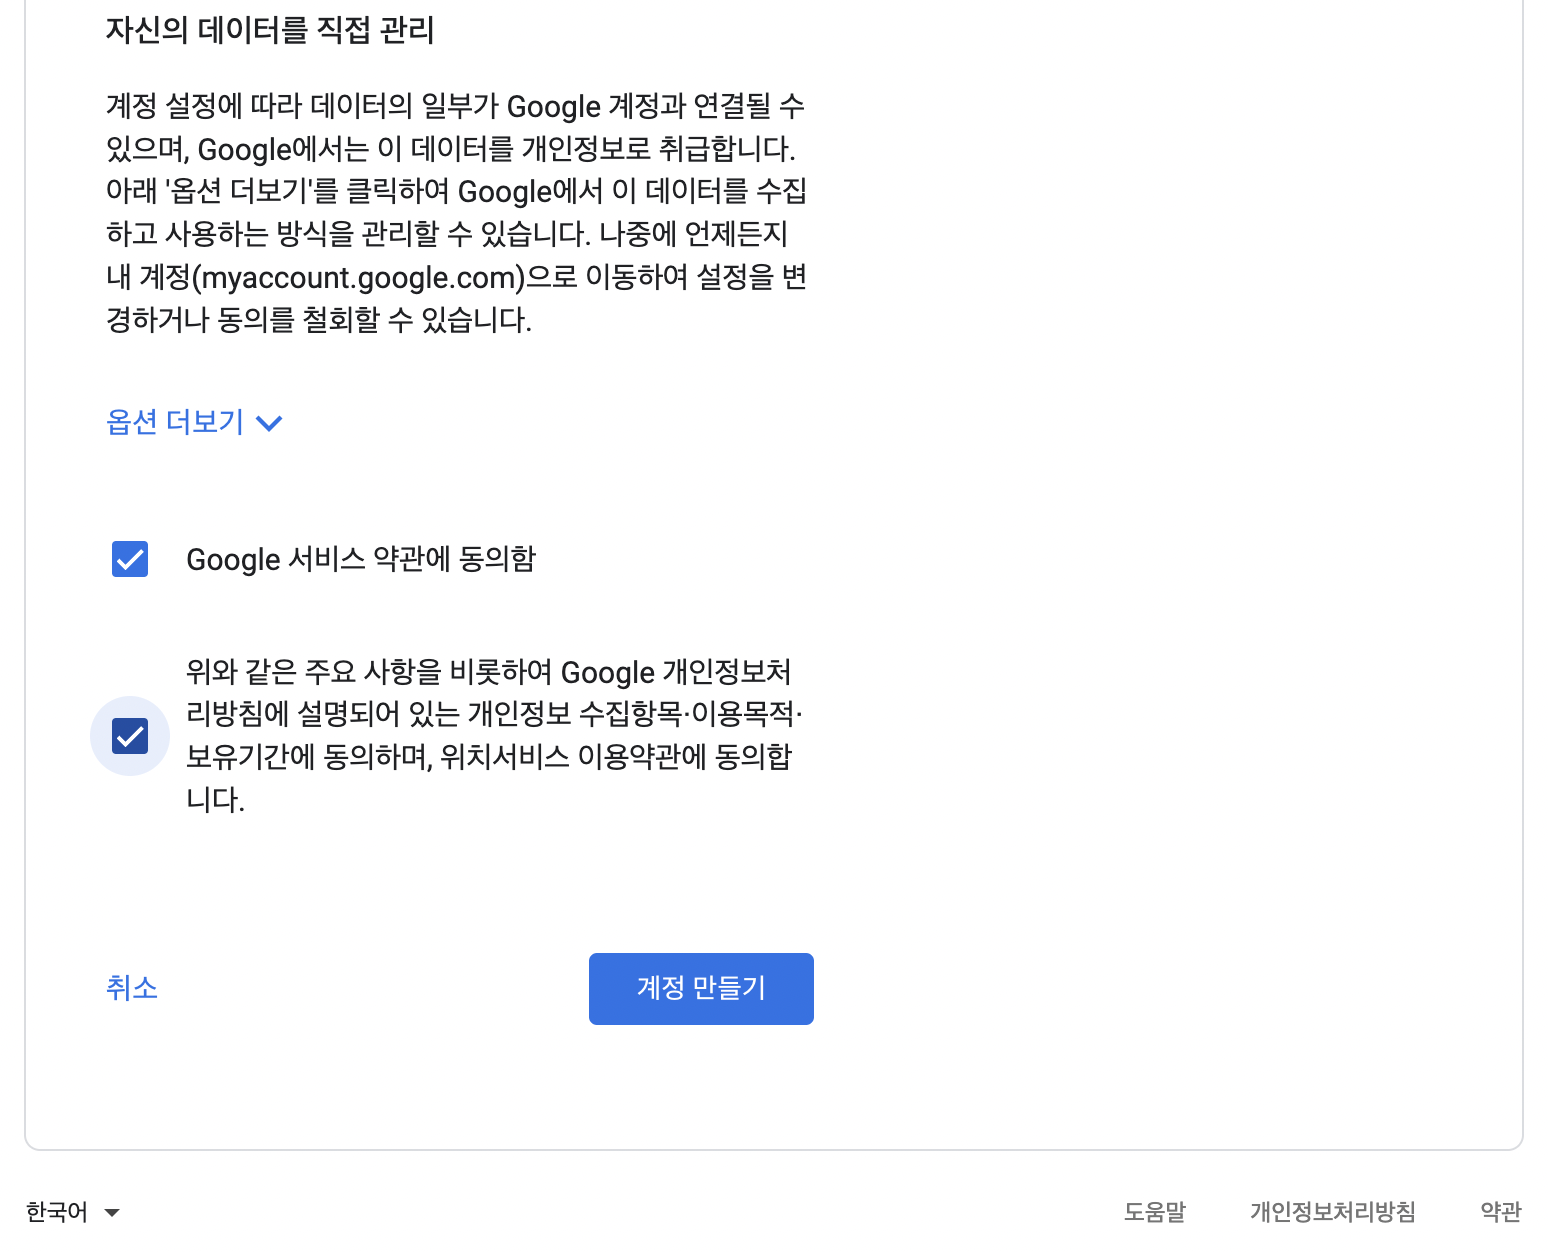 자신의 데이터를 직접 관리
계정 설정에 따라 데이터의 일부가 Google 계정과 연결될 수
있으며, Google에서는 이 데이터를 개인정보로 취급합니다.
아래 '옵션 더보기'를 클릭하여 Google에서 이 데이터를 수집
하고 사용하는 방식을 관리할 수 있습니다. 나중에 언제든지
내 계정(myaccount.google.com)으로 이동하여 설정을 변
경하거나 동의를 철회할 수 있습니다.
옵션 더보기
Google 서비스 약관에 동의함
위와 같은 주요 사항을 비롯하여 Google 개인정보처
리방침에 설명되어 있는 개인정보 수집항목·이용목적·
보유기간에 동의하며, 위치서비스 이용약관에 동의합
니다.
취소
계정 만들기
한국어
도움말
개인정보처리방침
약관